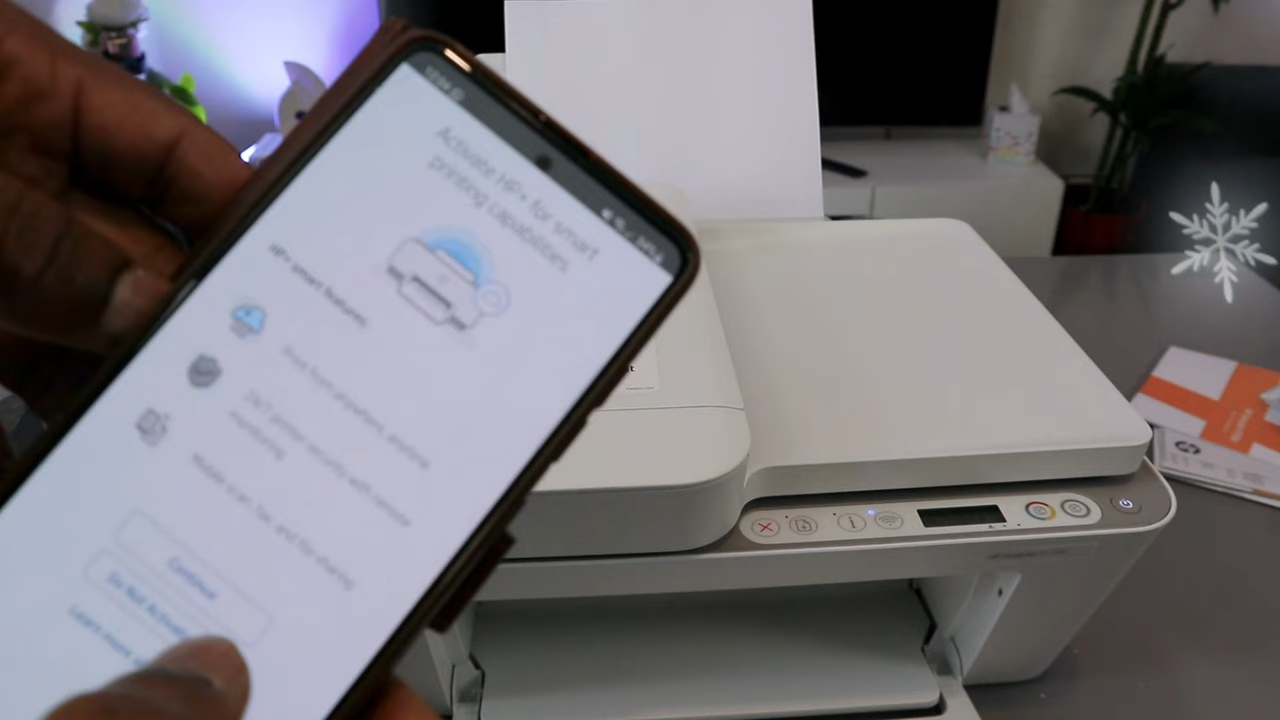 Activate HP+ for smart
printing capabilities
HP+ smart features
Print from anywhere, anytime
24/7 printer security with remote
monitoring
Mobile scan, fax, and file sharing
Continue
Do Not Activate
Learn more
hp